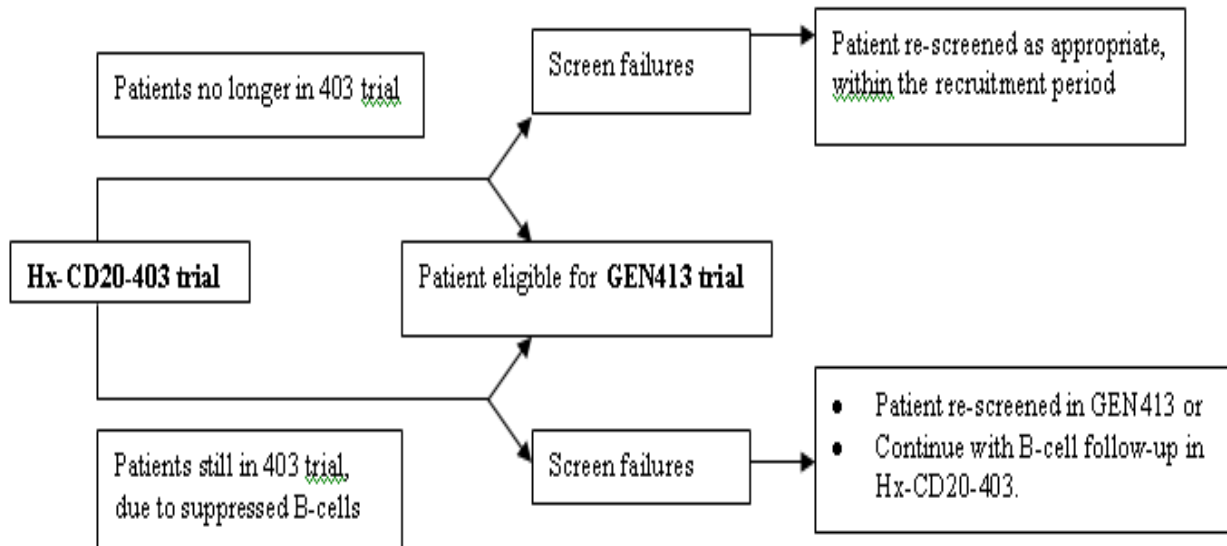 Patients no longer in 403 trial
Screen failures
Patient re-screened as appropriate,
within the recruitment period
Hx-CD20-403 trial
Patient eligible for GEN413 trial
Patients still in 403 trial,
due to suppressed B-cells
Screen failures
• Patient re-screened in GEN413 or
• Continue with B-cell follow-up in
Hx-CD20-403.